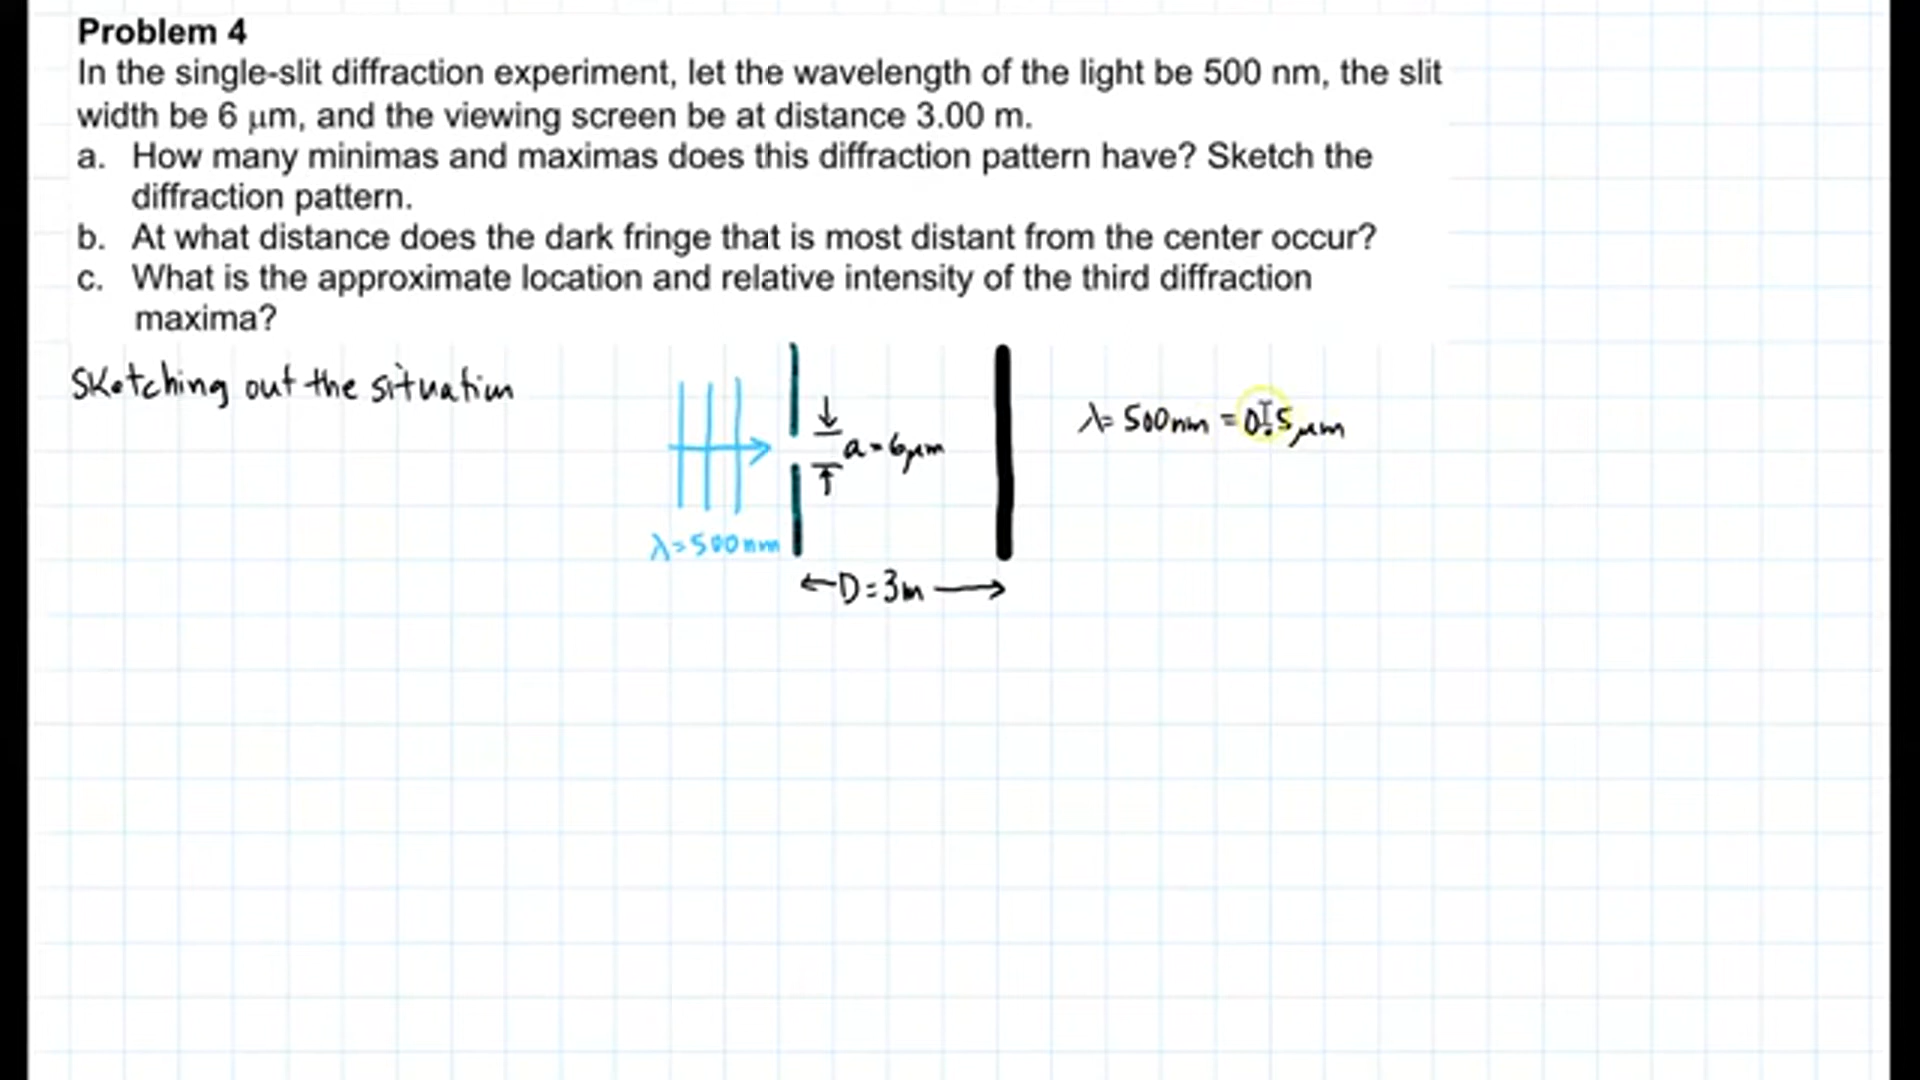 Problem 4
In the single-slit diffraction experiment, let the wavelength of the light be 500 nm, the slit
width be 6 μm, and the viewing screen be at distance 3.00 m.
a. How many minimas and maximas does this diffraction pattern have? Sketch the
diffraction pattern.
b. At what distance does the dark fringe that is most distant from the center occur?
c. What is the approximate location and relative intensity of the third diffraction
maxima?
Sketching out the situation
a = 6μm
λ = 500nm = 0.5 μm
λ = 500nm
D = 3m